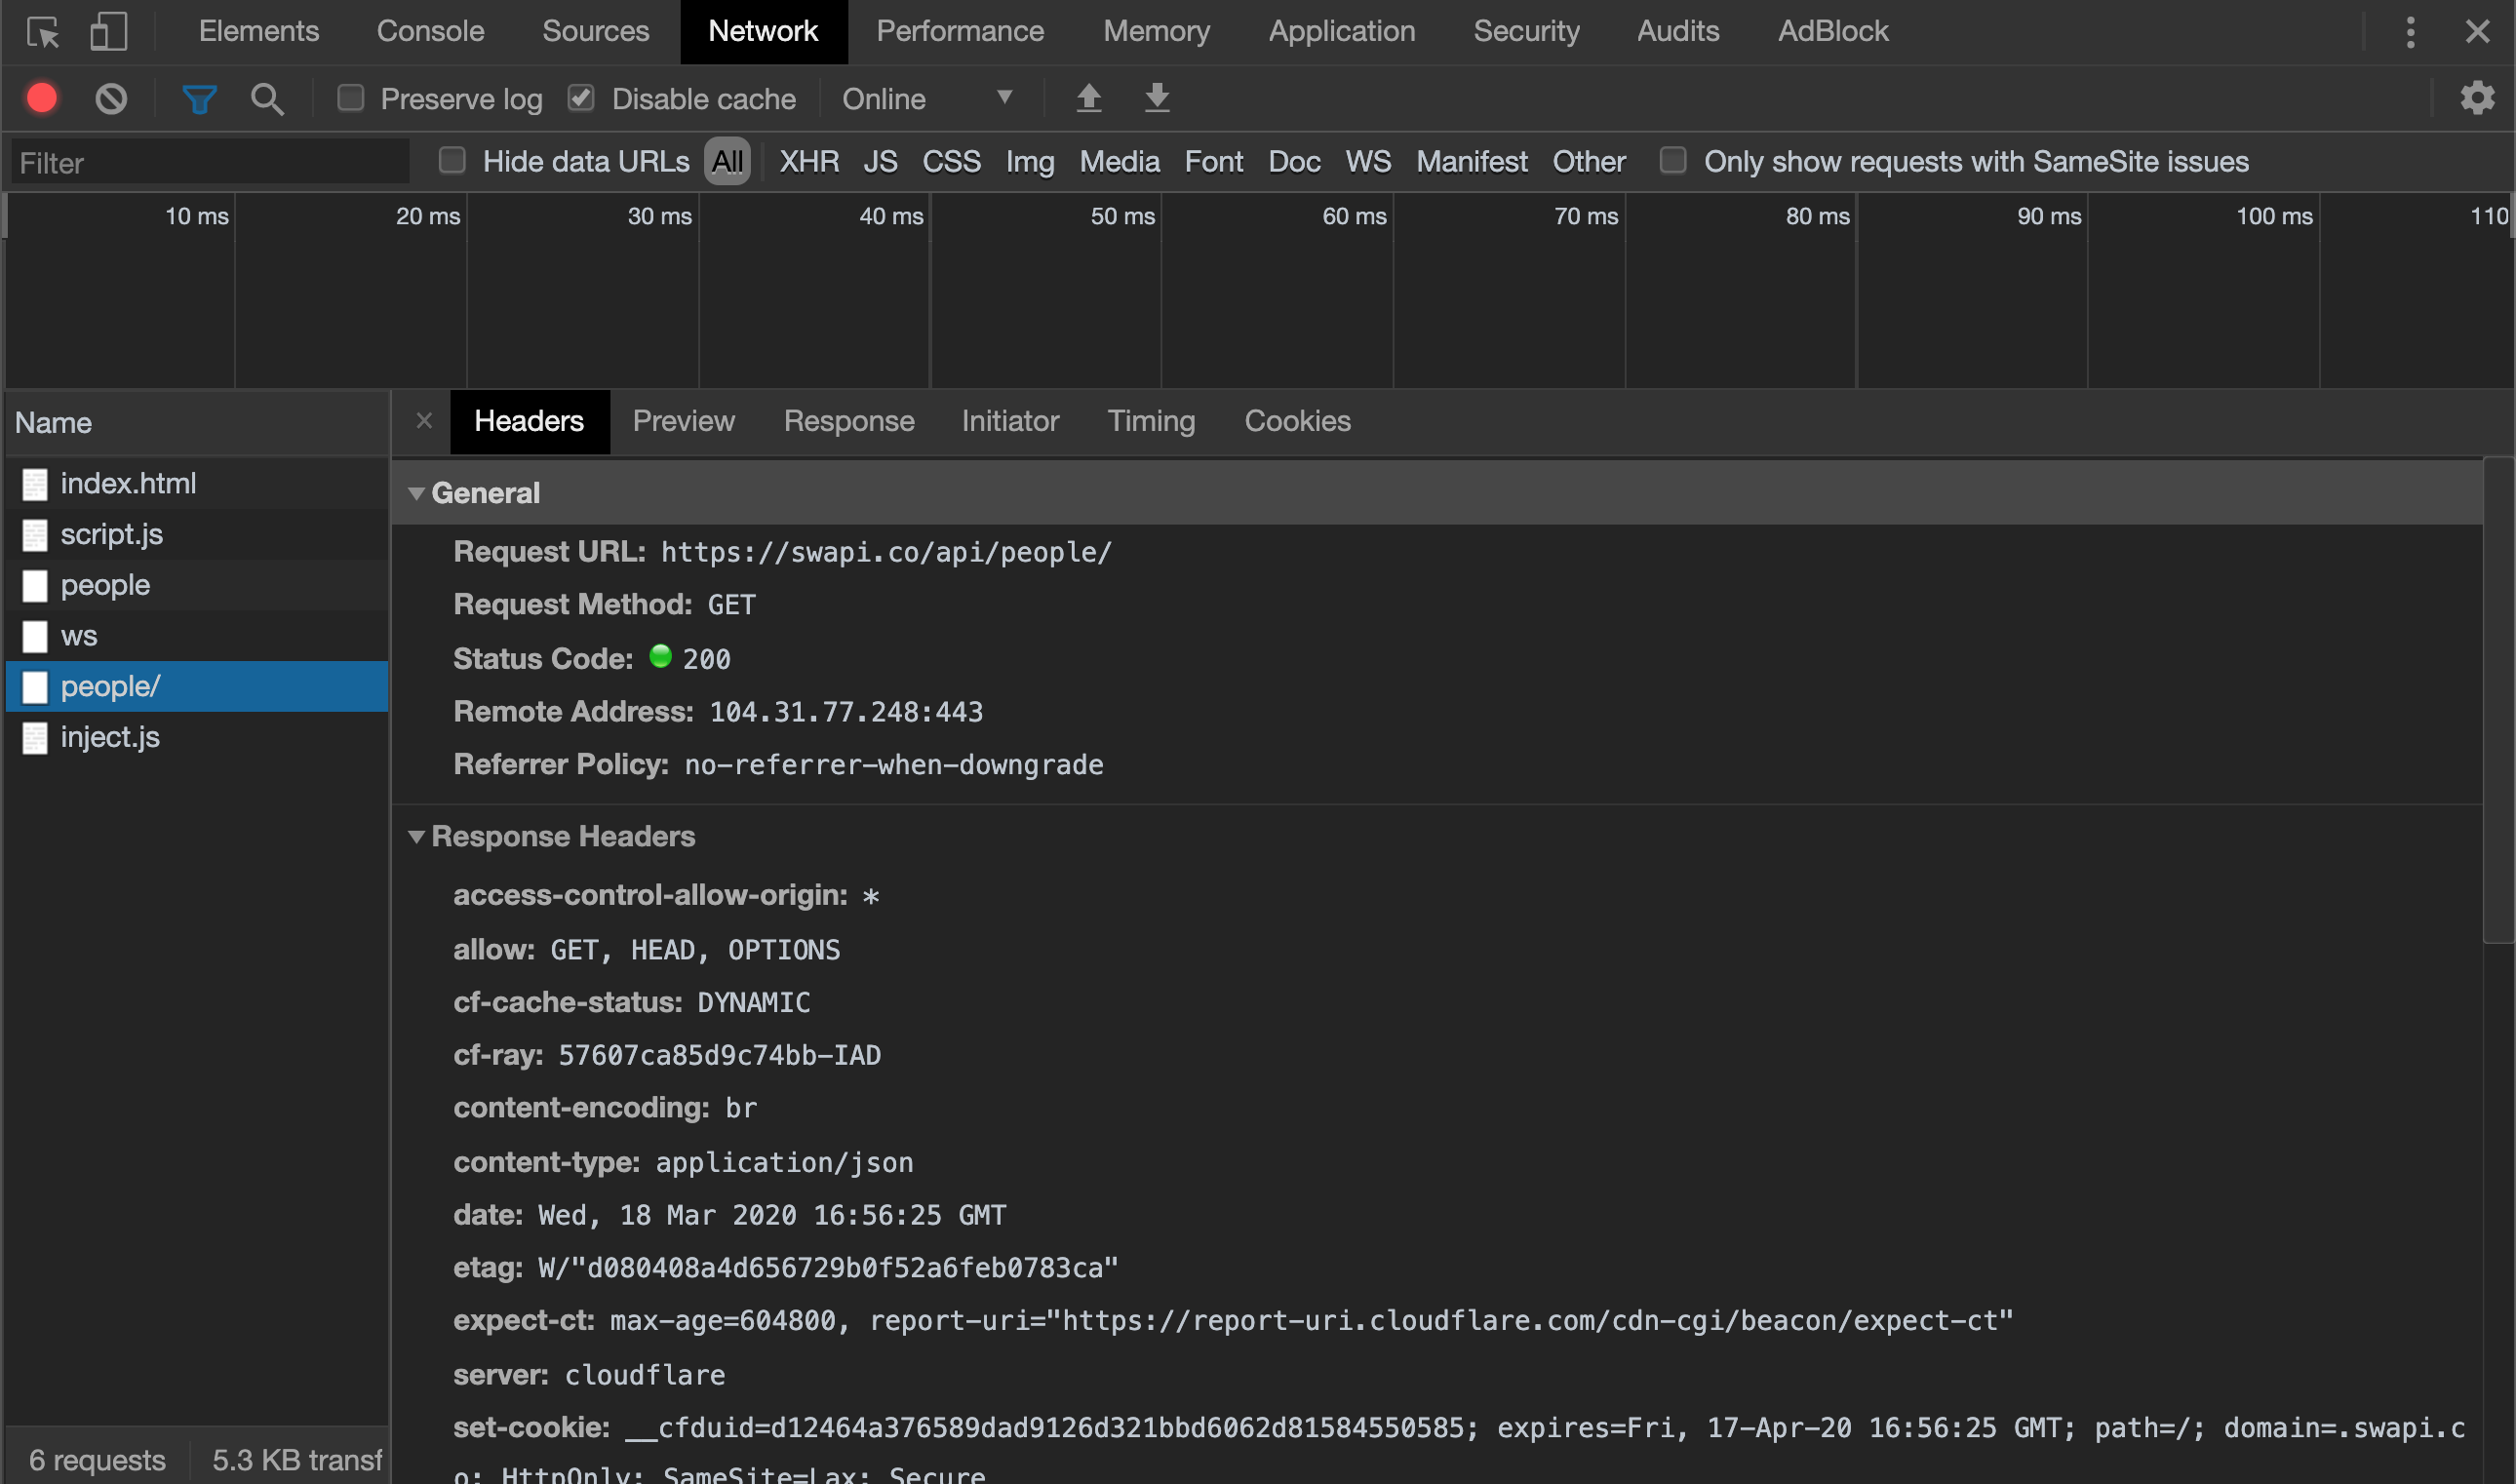 Elements Console Sources Network Performance Memory Application Security Audits AdBlock
Preserve log Disable cache Online
Filter Hide data URLs All XHR JS CSS Img Media Font Doc WS Manifest Other Only show requests with SameSite issues
10 ms 20 ms 30 ms 40 ms 50 ms 60 ms 70 ms 80 ms 90 ms 100 ms 110
Name
index.html
script.js
people
ws
people/
inject.js
6 requests 5.3 KB transf
Headers Preview Response Initiator Timing Cookies
General
Request URL: https://swapi.co/api/people/
Request Method: GET
Status Code: 200
Remote Address: 104.31.77.248:443
Referrer Policy: no-referrer-when-downgrade
Response Headers
access-control-allow-origin: *
allow: GET, HEAD, OPTIONS
cf-cache-status: DYNAMIC
cf-ray: 57607ca85d9c74bb-IAD
content-encoding: br
content-type: application/json
date: Wed, 18 Mar 2020 16:56:25 GMT
etag: W/"d080408a4d656729b0f52a6feb0783ca"
expect-ct: max-age=604800, report-uri="https://report-uri.cloudflare.com/cdn-cgi/beacon/expect-ct"
server: cloudflare
set-cookie: __cfduid=d12464a376589dad9126d321bbd6062d81584550585; expires=Fri, 17-Apr-20 16:56:25 GMT; path=/; domain=.swapi.c
o; HttpOnly; SameSite=Lax; Secure